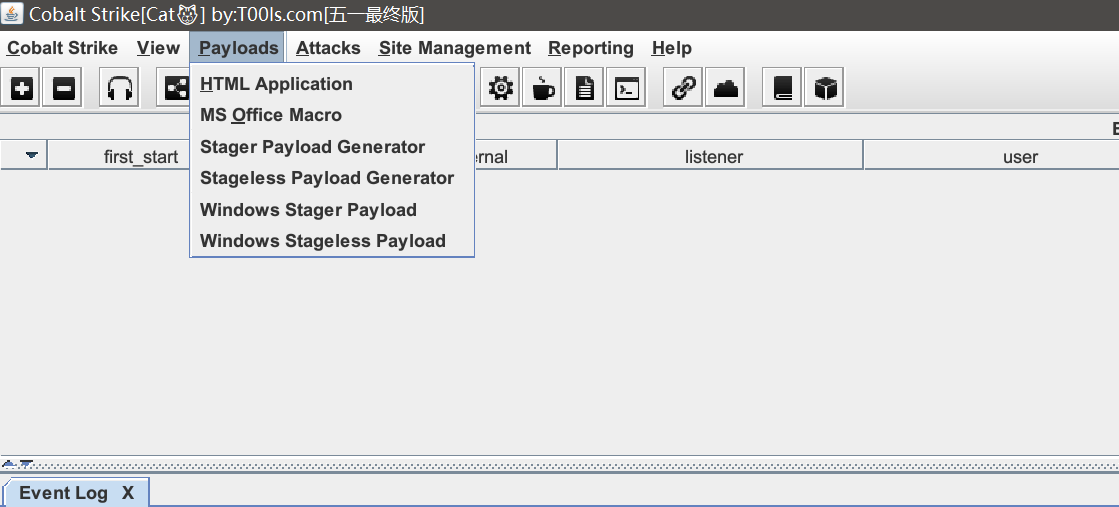 Cobalt Strike[Cat😼] by:T00ls.com[五一最终版]
Cobalt Strike View Payloads Attacks Site Management Reporting Help
HTML Application
MS Office Macro
Stager Payload Generator
Stageless Payload Generator
Windows Stager Payload
Windows Stageless Payload
first_start rnal listener user
Event Log X